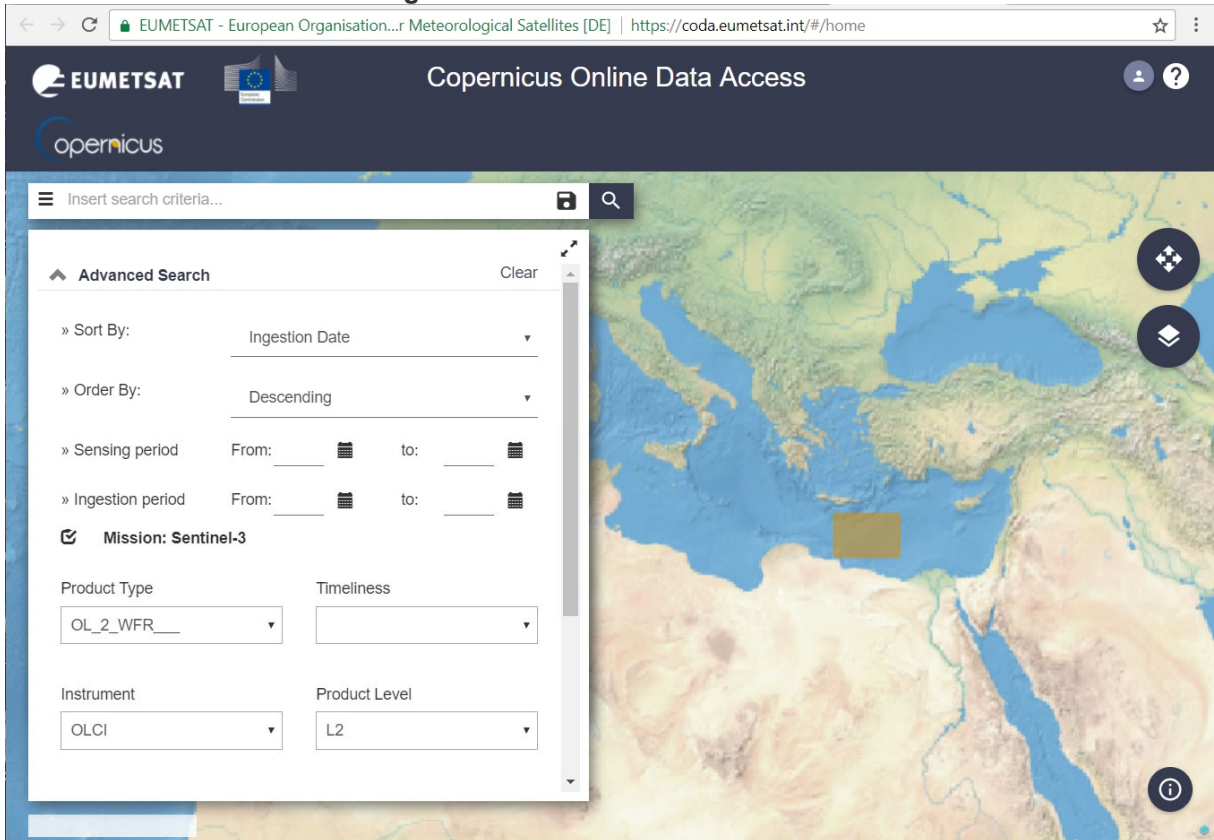 EUMETSAT - European Organisation...r Meteorological Satellites [DE] | https://coda.eumetsat.int/#/home
EUMETSAT
European
Commission
Copernicus Online Data Access
opernicus
Insert search criteria...
Advanced Search Clear
» Sort By: Ingestion Date
» Order By: Descending
» Sensing period From: to:
» Ingestion period From: to:
Mission: Sentinel-3
Product Type Timeliness
OL_2_WFR___
Instrument Product Level
OLCI L2